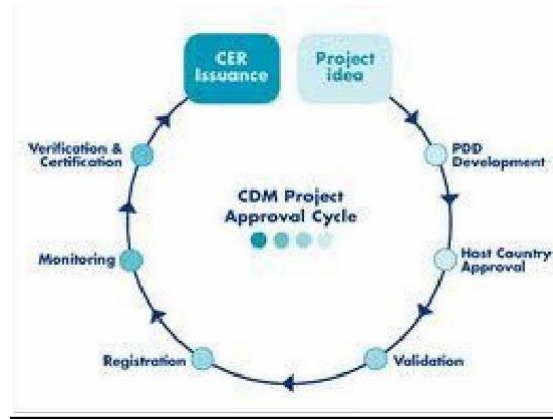 CER
Issuance
Project
idea
PDD
Development
Host Country
Approval
Validation
Registration
Monitoring
Verification &
Certification
CDM Project
Approval Cycle